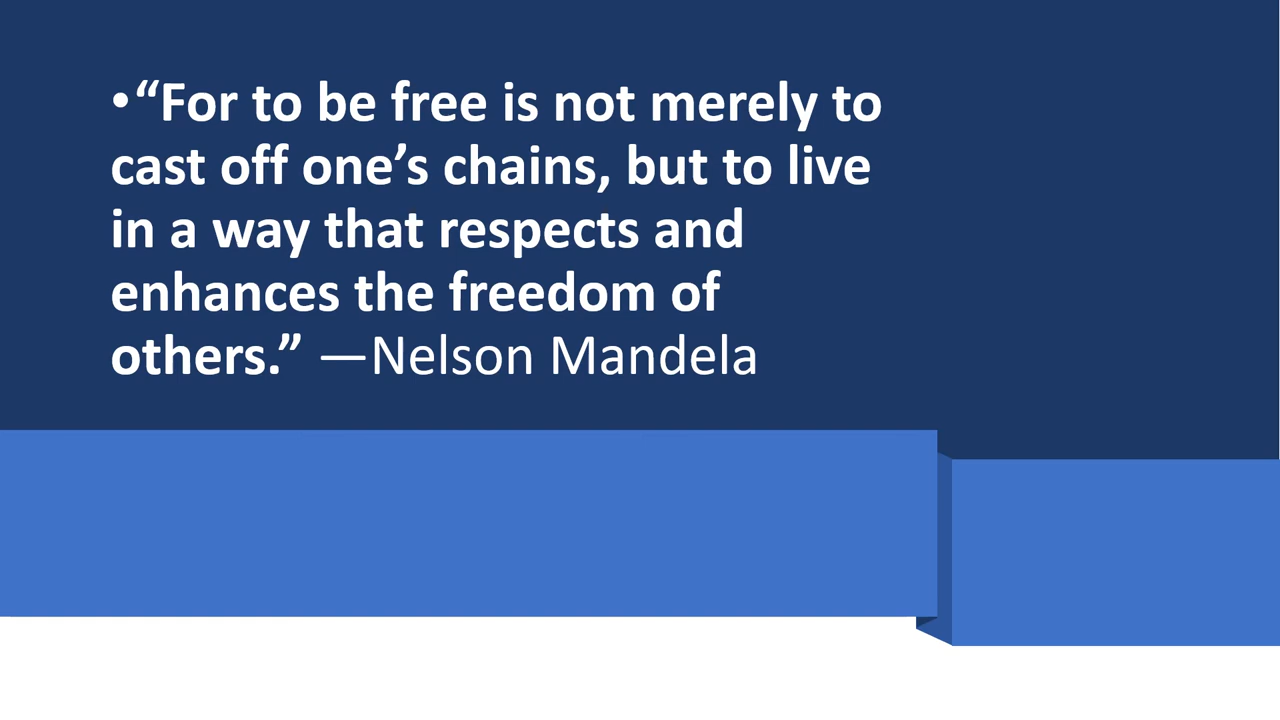 •“For to be free is not merely to
cast off one’s chains, but to live
in a way that respects and
enhances the freedom of
others.” —Nelson Mandela